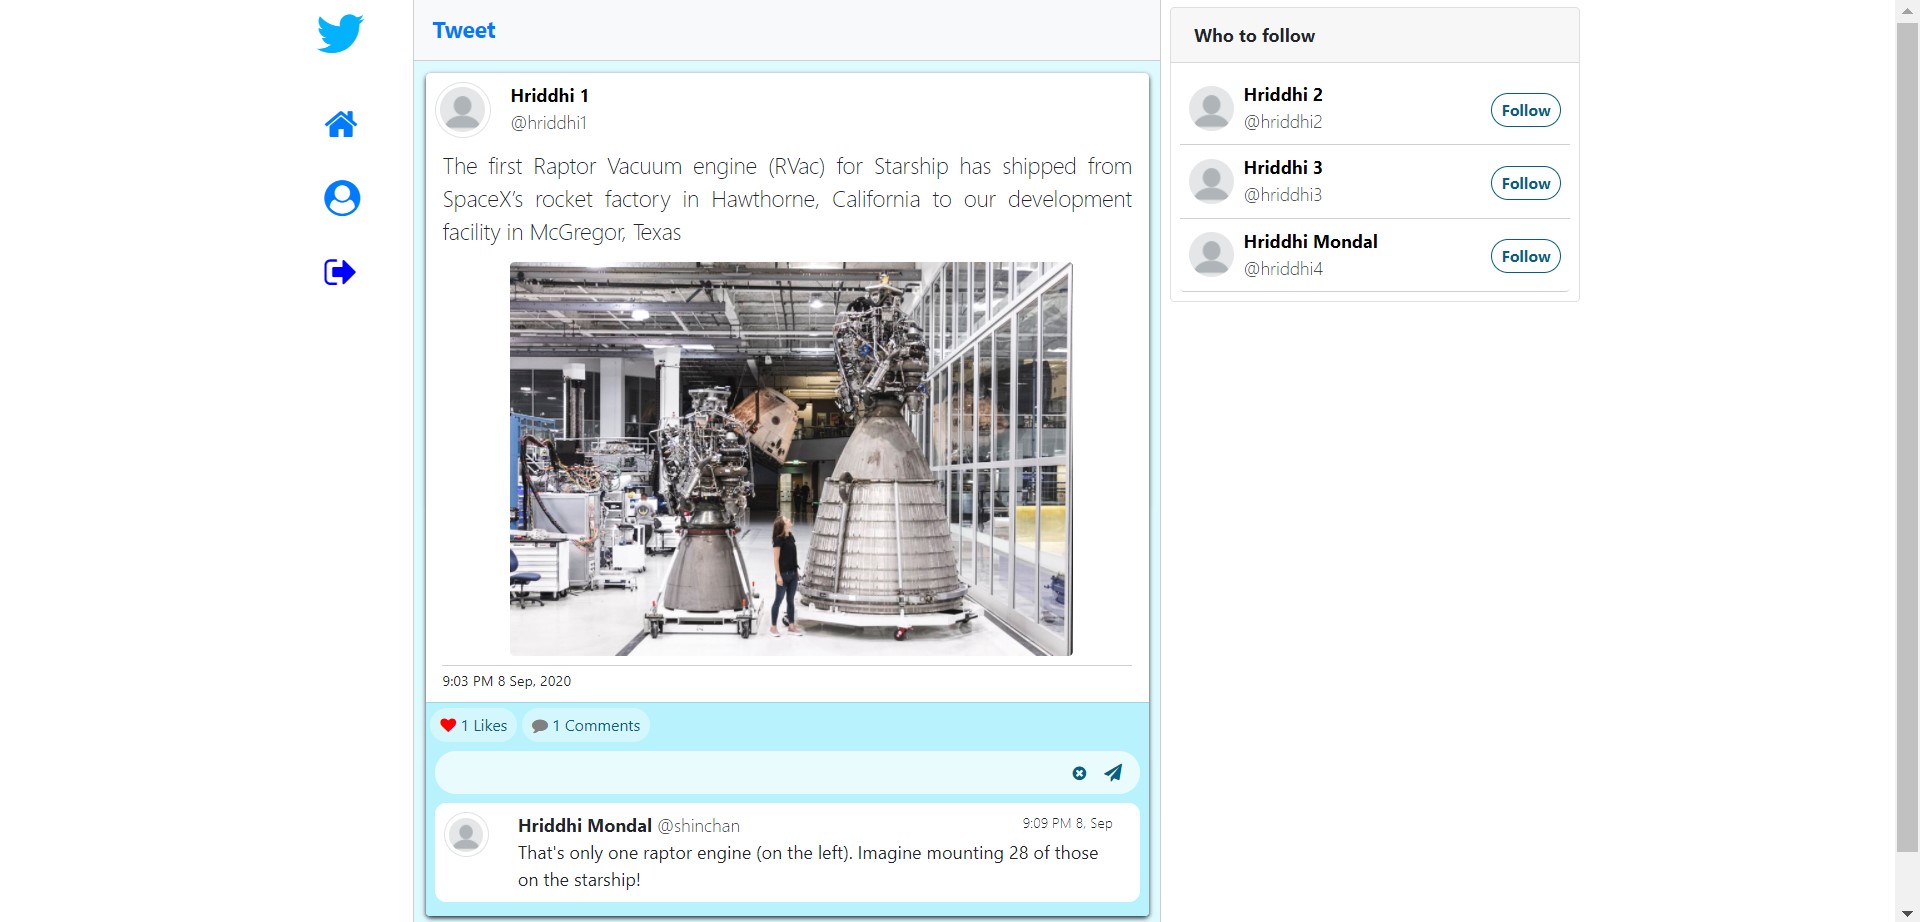 Tweet
Hriddhi 1
@hriddhi1
The first Raptor Vacuum engine (RVac) for Starship has shipped from
SpaceX’s rocket factory in Hawthorne, California to our development
facility in McGregor, Texas
9:03 PM 8 Sep, 2020
1 Likes
1 Comments
Hriddhi Mondal @shinchan
9:09 PM 8, Sep
That's only one raptor engine (on the left). Imagine mounting 28 of those
on the starship!
Who to follow
Hriddhi 2
@hriddhi2
Follow
Hriddhi 3
@hriddhi3
Follow
Hriddhi Mondal
@hriddhi4
Follow